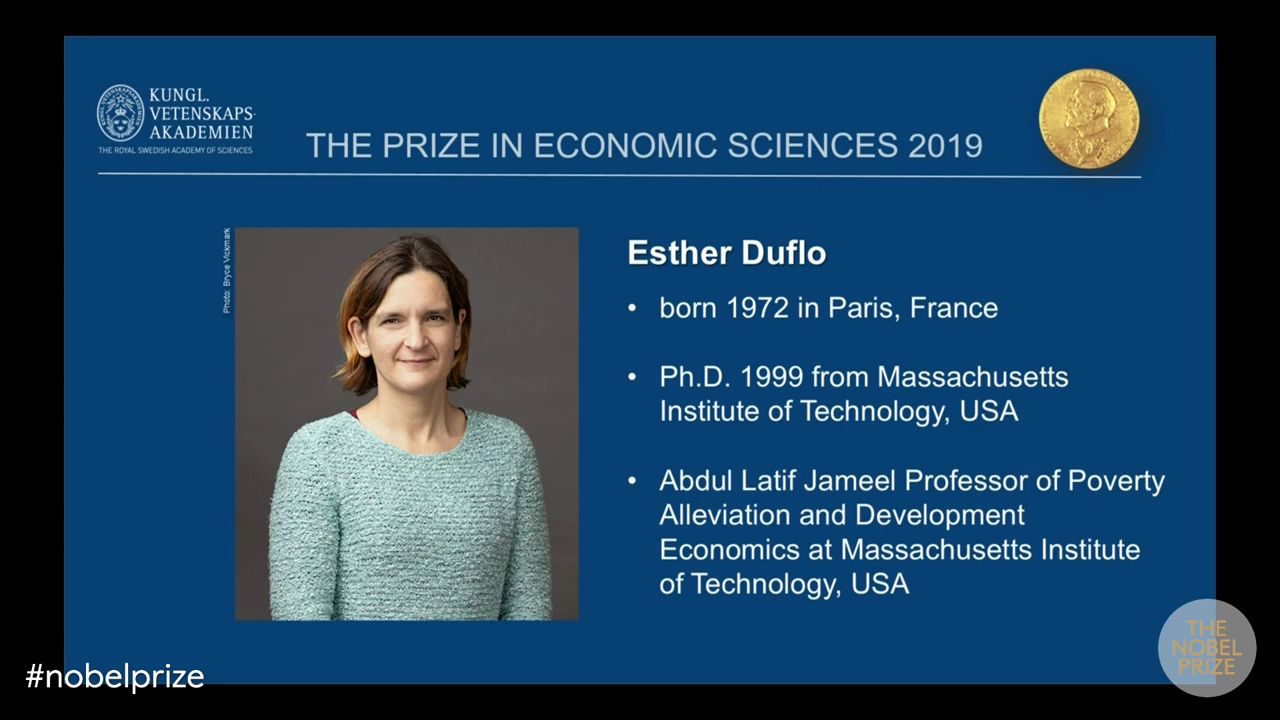 KUNGL.
VETENSKAPS-
AKADEMIEN
THE ROYAL SWEDISH ACADEMY OF SCIENCES
THE PRIZE IN ECONOMIC SCIENCES 2019
Photo: Bryce Vickmark
Esther Duflo
• born 1972 in Paris, France
• Ph.D. 1999 from Massachusetts
Institute of Technology, USA
• Abdul Latif Jameel Professor of Poverty
Alleviation and Development
Economics at Massachusetts Institute
of Technology, USA
THE
NOBEL
PRIZE
#nobelprize